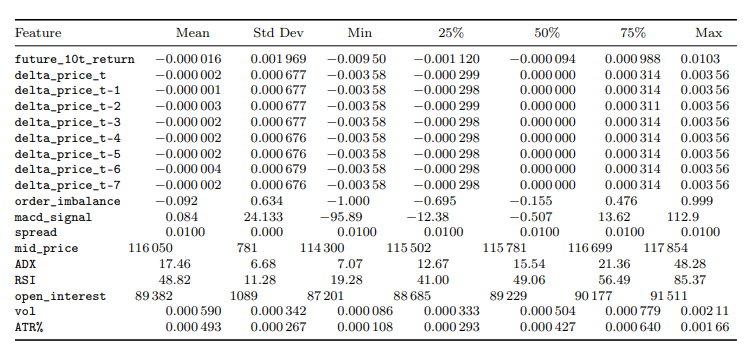 Feature Mean Std Dev Min 25% 50% 75% Max
future_10t_return −0.000 016 0.001 969 −0.009 50 −0.001 120 −0.000 094 0.000 988 0.0103
delta_price_t −0.000 002 0.000 677 −0.003 58 −0.000 299 0.000 000 0.000 314 0.003 56
delta_price_t-1 −0.000 001 0.000 677 −0.003 58 −0.000 298 0.000 000 0.000 314 0.003 56
delta_price_t-2 −0.000 003 0.000 677 −0.003 58 −0.000 299 0.000 000 0.000 311 0.003 56
delta_price_t-3 −0.000 002 0.000 677 −0.003 58 −0.000 298 0.000 000 0.000 314 0.003 56
delta_price_t-4 −0.000 002 0.000 676 −0.003 58 −0.000 298 0.000 000 0.000 314 0.003 56
delta_price_t-5 −0.000 002 0.000 676 −0.003 58 −0.000 298 0.000 000 0.000 314 0.003 56
delta_price_t-6 −0.000 004 0.000 679 −0.003 58 −0.000 298 0.000 000 0.000 314 0.003 56
delta_price_t-7 −0.000 002 0.000 676 −0.003 58 −0.000 298 0.000 000 0.000 314 0.003 56
order_imbalance −0.092 0.634 −1.000 −0.695 −0.155 0.476 0.999
macd_signal 0.084 24.133 −95.89 −12.38 −0.507 13.62 112.9
spread 0.0100 0.000 0.0100 0.0100 0.0100 0.0100 0.0100
mid_price 116 050 781 114 300 115 502 115 781 116 699 117 854
ADX 17.46 6.68 7.07 12.67 15.54 21.36 48.28
RSI 48.82 11.28 19.28 41.00 49.06 56.49 85.37
open_interest 89 382 1089 87 201 88 685 89 229 90 177 91 511
vol 0.000 590 0.000 342 0.000 086 0.000 333 0.000 504 0.000 779 0.002 11
ATR% 0.000 493 0.000 267 0.000 108 0.000 293 0.000 427 0.000 640 0.001 66